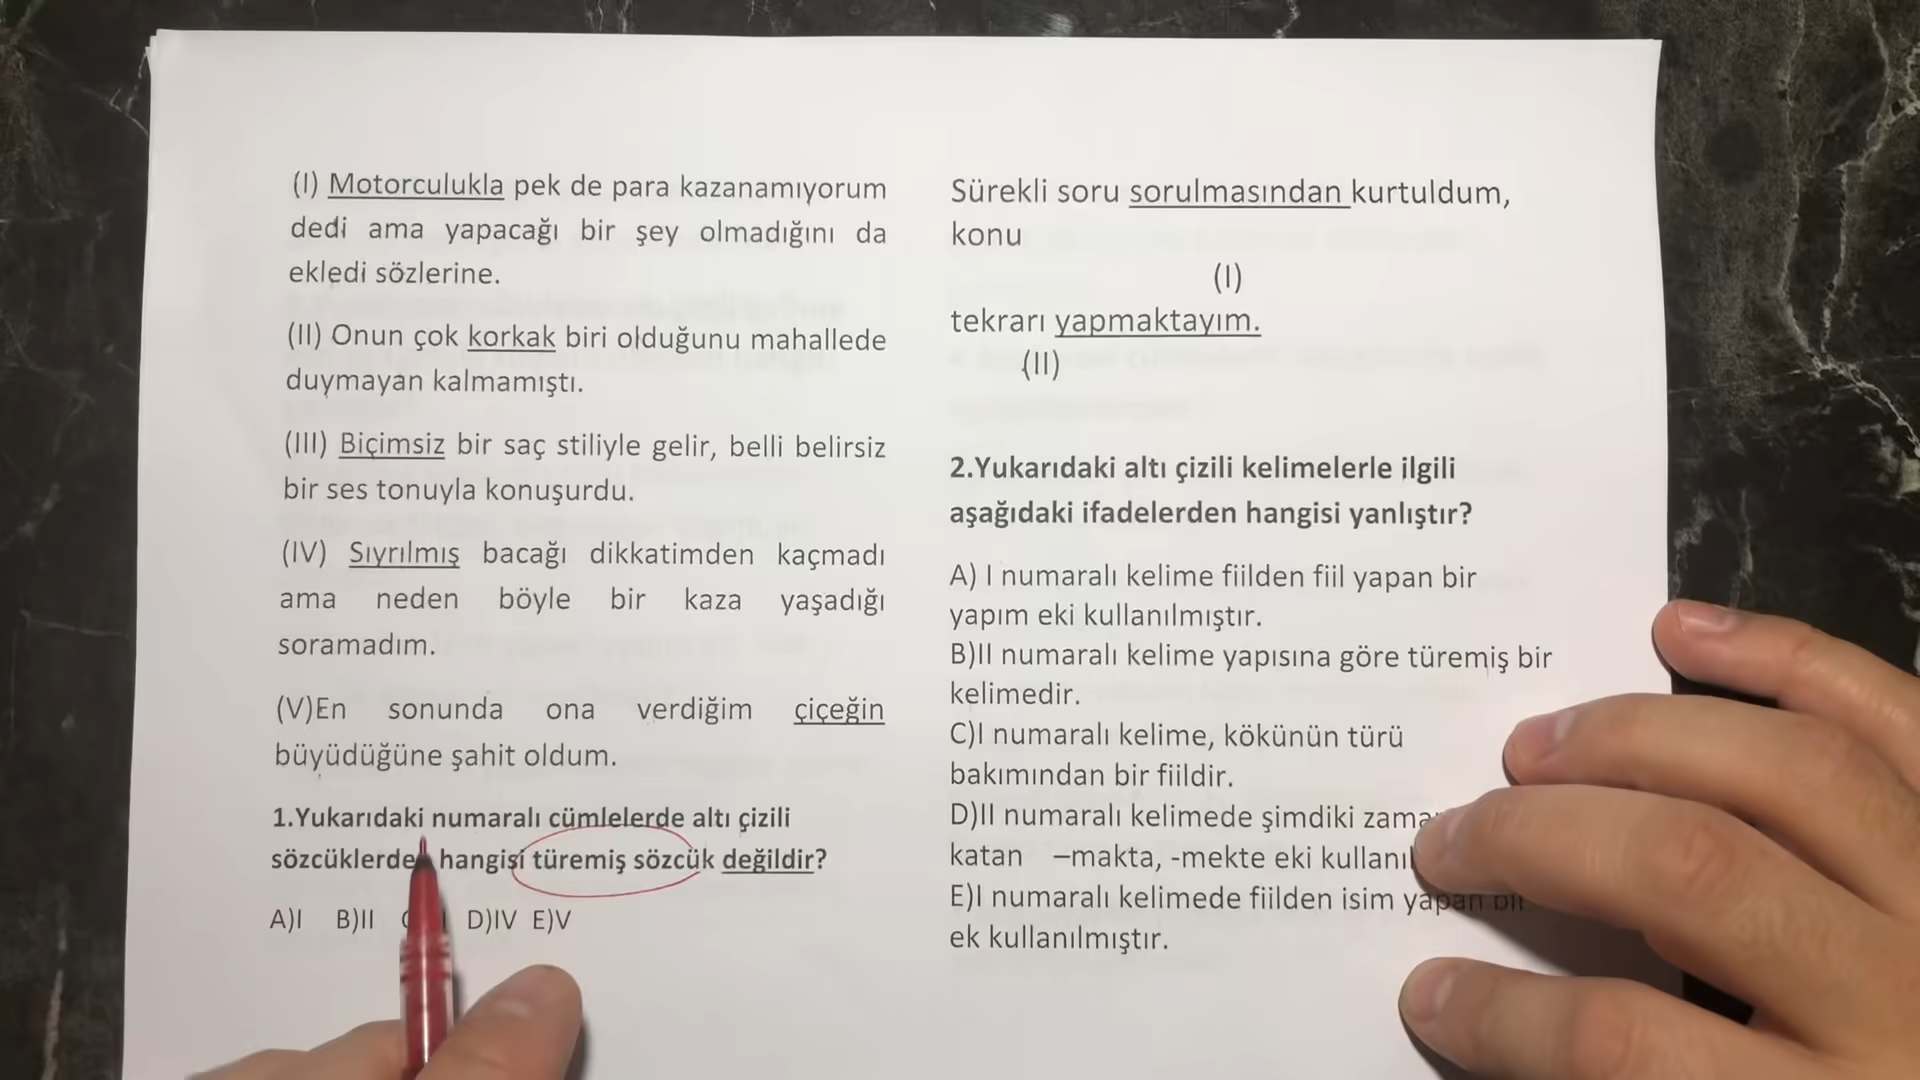 (I) Motorculukla pek de para kazanamıyorum
dedi ama yapacağı bir şey olmadığını da
ekledi sözlerine.
(II) Onun çok korkak biri olduğunu mahallede
duymayan kalmamıştı.
(III) Biçimsiz bir saç stiliyle gelir, belli belirsiz
bir ses tonuyla konuşurdu.
(IV) Sıyrılmış bacağı dikkatimden kaçmadı
ama neden böyle bir kaza yaşadığı
soramadım.
(V)En sonunda ona verdiğim çiçeğin
büyüdüğüne şahit oldum.
1.Yukarıdaki numaralı cümlelerde altı çizili
hangisi türemiş sözcük değildir?
A)I B)II D)IV E)V
Sürekli soru sorulmasından kurtuldum,
konu
(I)
tekrarı yapmaktayım.
(II)
2.Yukarıdaki altı çizili kelimelerle ilgili
aşağıdaki ifadelerden hangisi yanlıştır?
A) I numaralı kelime fiilden fiil yapan bir
yapım eki kullanılmıştır.
B)II numaralı kelime yapısına göre türemiş bir
kelimedir.
C)I numaralı kelime, kökünün türü
bakımından bir fiildir.
D)II numaralı kelimede şimdiki
katan –makta, -mekte eki
E)I numaralı kelimede fiilden isim yapan bir
ek kullanılmıştır.